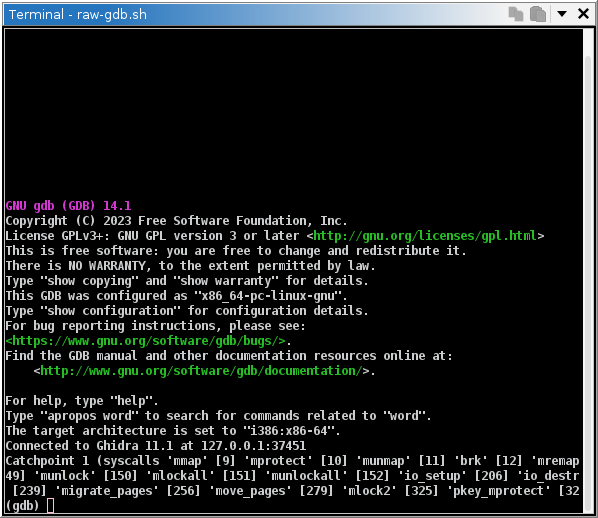 Terminal - raw-gdb.sh
GNU gdb (GDB) 14.1
Copyright (C) 2023 Free Software Foundation, Inc.
License GPLv3+: GNU GPL version 3 or later <http://gnu.org/licenses/gpl.html>
This is free software: you are free to change and redistribute it.
There is NO WARRANTY, to the extent permitted by law.
Type "show copying" and "show warranty" for details.
This GDB was configured as "x86_64-pc-linux-gnu".
Type "show configuration" for configuration details.
For bug reporting instructions, please see:
<https://www.gnu.org/software/gdb/bugs/>.
Find the GDB manual and other documentation resources online at:
    <http://www.gnu.org/software/gdb/documentation/>.
For help, type "help".
Type "apropos word" to search for commands related to "word".
The target architecture is set to "i386:x86-64".
Connected to Ghidra 11.1 at 127.0.0.1:37451
Catchpoint 1 (syscalls 'mmap' [9] 'mprotect' [10] 'munmap' [11] 'brk' [12] 'mremap
49] 'munlock' [150] 'mlockall' [151] 'munlockall' [152] 'io_setup' [206] 'io_destr
 [239] 'migrate_pages' [256] 'move_pages' [279] 'mlock2' [325] 'pkey_mprotect' [32
(gdb)